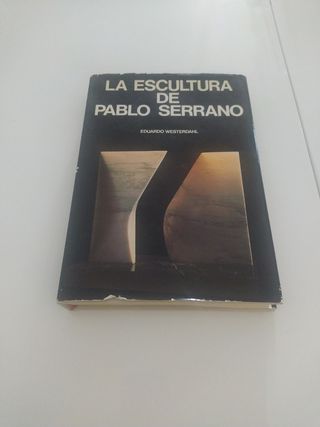 LA ESCULTURA
DE
PABLO SERRANO
EDUARDO WESTERDAHL